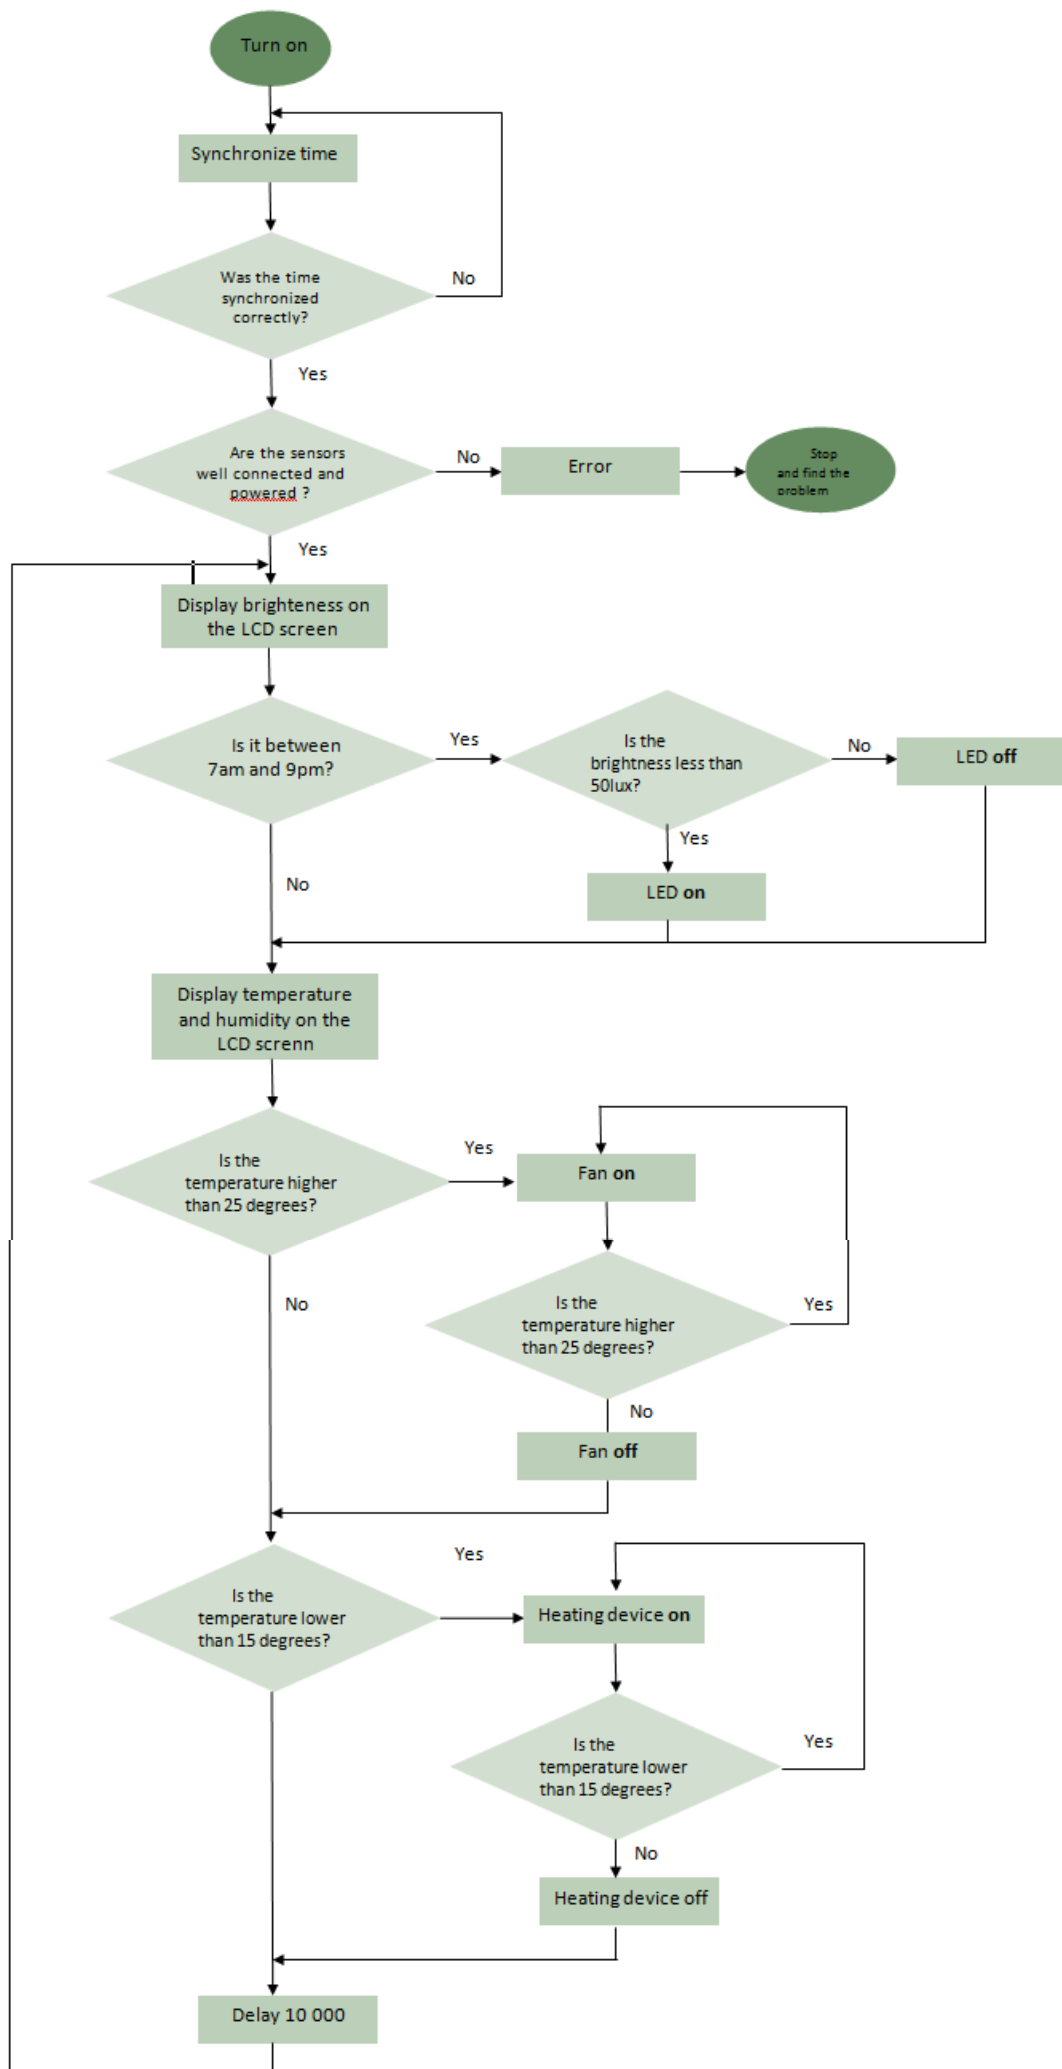 Turn on
Synchronize time
Was the time
synchronized
correctly?
No
Yes
Are the sensors
well connected and
powered ?
No
Error
Stop
and find the
problem
Yes
Display brighteness on
the LCD screen
Is it between
7am and 9pm?
Yes
Is the
brightness less than
50lux?
No
LED off
Yes
LED on
No
Display temperature
and humidity on the
LCD screnn
Is the
temperature higher
than 25 degrees?
Yes
Fan on
No
Is the
temperature higher
than 25 degrees?
Yes
No
Fan off
Is the
temperature lower
than 15 degrees?
Yes
Heating device on
Is the
temperature lower
than 15 degrees?
Yes
No
Heating device off
Delay 10 000